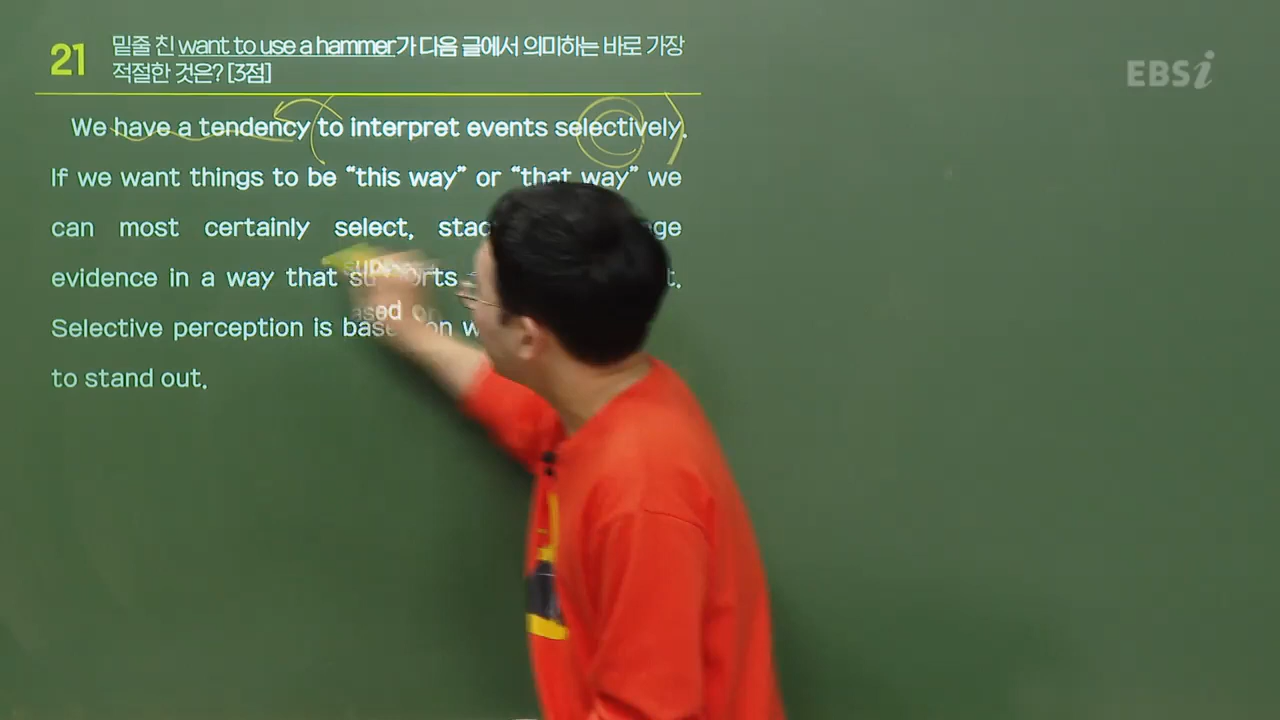 21
밑줄 친 want to use a hammer가 다음 글에서 의미하는 바로 가장
적절한 것은? [3점]
EBSi
We have a tendency to interpret events selectively.
If we want things to be “this way” or “that way” we
can most certainly select,
evidence in a way that supports
Selective perception is based on
to stand out.